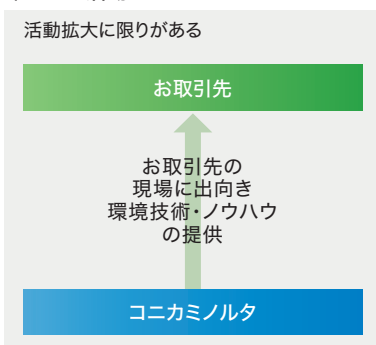 活動拡大に限りがある
お取引先
お取引先の
現場に出向き
環境技術・ノウハウ
の提供
コニカミノルタ